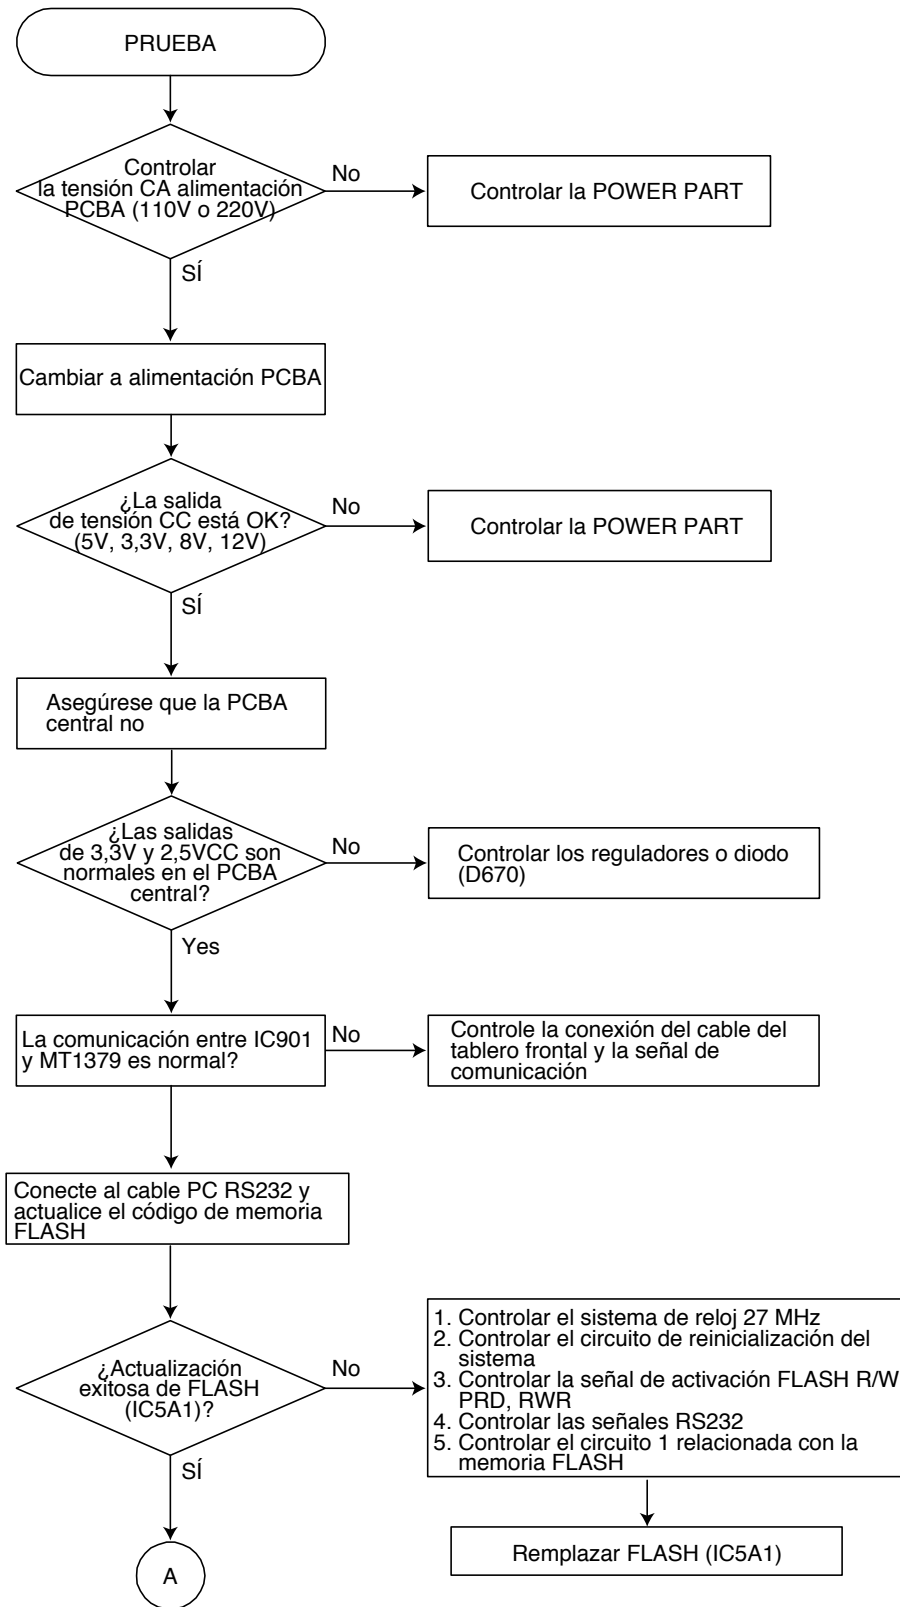 PRUEBA
Controlar
la tensión CA alimentación
PCBA (110V o 220V)
No
Controlar la POWER PART
SÍ
Cambiar a alimentación PCBA
¿La salida
de tensión CC está OK?
(5V, 3,3V, 8V, 12V)
No
Controlar la POWER PART
SÍ
Asegúrese que la PCBA
central no
¿Las salidas
de 3,3V y 2,5VCC son
normales en el PCBA
central?
No
Controlar los reguladores o diodo
(D670)
Yes
La comunicación entre IC901
y MT1379 es normal?
No
Controle la conexión del cable del
tablero frontal y la señal de
comunicación
Conecte al cable PC RS232 y
actualice el código de memoria
FLASH
¿Actualización
exitosa de FLASH
(IC5A1)?
No
1. Controlar el sistema de reloj 27 MHz
2. Controlar el circuito de reinicialización del
sistema
3. Controlar la señal de activación FLASH R/W
PRD, RWR
4. Controlar las señales RS232
5. Controlar el circuito 1 relacionada con la
memoria FLASH
SÍ
Remplazar FLASH (IC5A1)
A